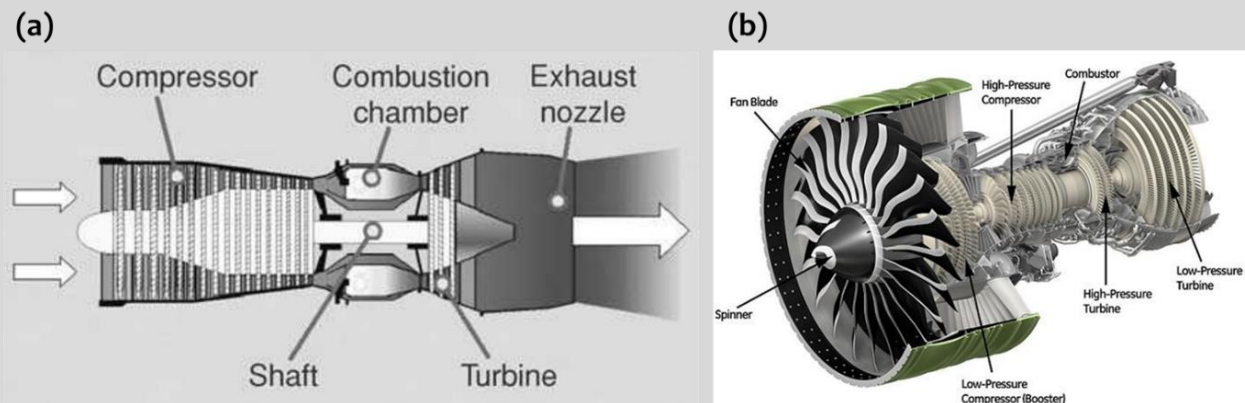 (a)
Compressor
Combustion
chamber
Exhaust
nozzle
Shaft
Turbine
(b)
Fan Blade
High-Pressure
Compressor
Combustor
Spinner
Low-Pressure
Compressor (Booster)
High-Pressure
Turbine
Low-Pressure
Turbine